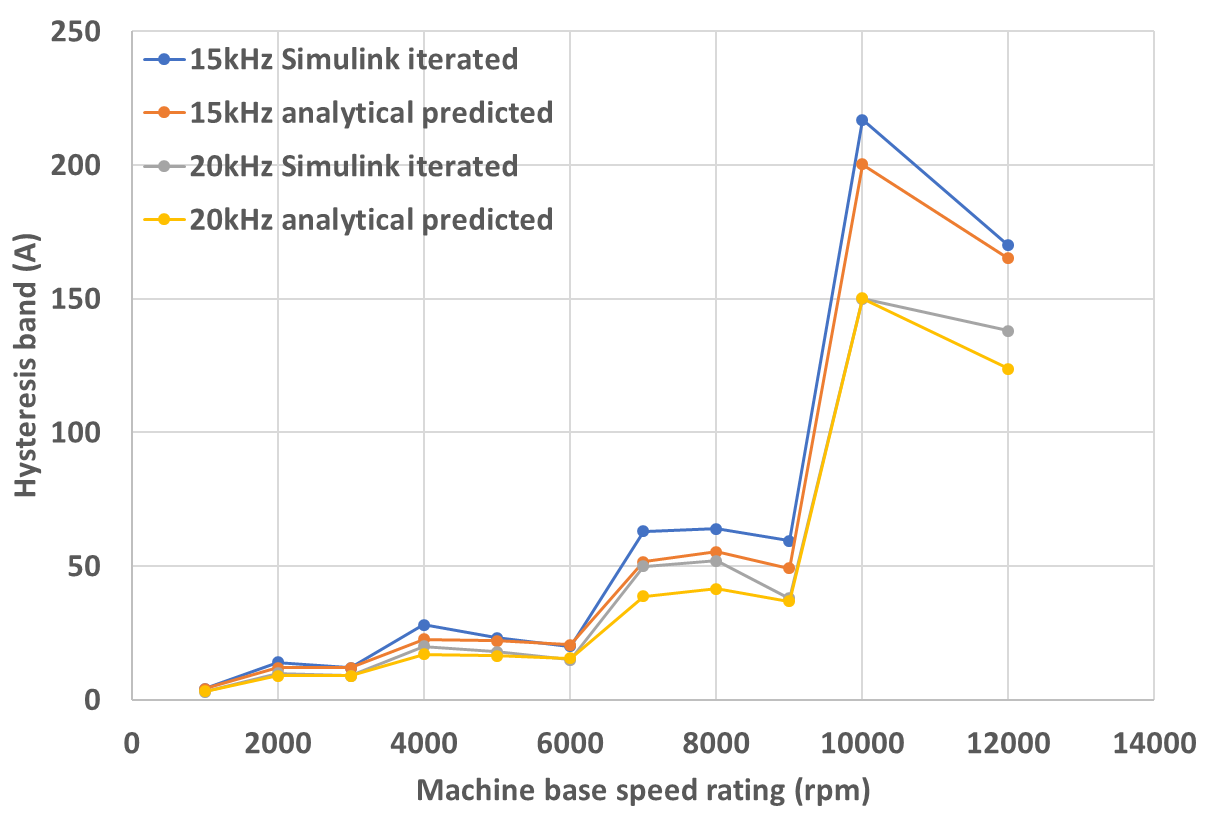 250
200
150
100
50
0
Hysteresis band (A)
15kHz Simulink iterated
15kHz analytical predicted
20kHz Simulink iterated
20kHz analytical predicted
0 2000 4000 6000 8000 10000 12000 14000
Machine base speed rating (rpm)